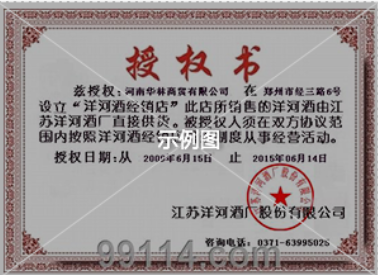 授权书
兹授权：河南华林商贸有限公司 在 郑州市经三路6号
设立“洋河酒经销店”此店所销售的洋河酒由江
苏洋河酒厂直接供货。被授权人须在双方协议范
围内按照洋河酒经 制度从事经营活动。
示例图
授权日期：从 2009年6月15日 止 2015年06月14日
江苏洋河酒厂股份有限公司
咨询电话：0371-63995025
99114.com